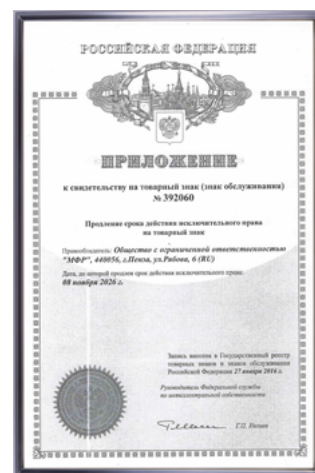 РОССИЙСКАЯ ФЕДЕРАЦИЯ
ПРИЛОЖЕНИЕ
к свидетельству на товарный знак (знак обслуживания)
№ 392060
Продление срока действия исключительного права
на товарный знак
Правообладатель: Общество с ограниченной ответственностью
"МФР", 440056, г.Пенза, ул.Рябова, 6 (RU)
Дата, до которой продлен срок действия исключительного права:
08 ноября 2026 г.
Запись внесена в Государственный реестр
товарных знаков и знаков обслуживания
Российской Федерации 27 января 2016 г.
Руководитель Федеральной службы
по интеллектуальной собственности
Г.П. Ивлиев